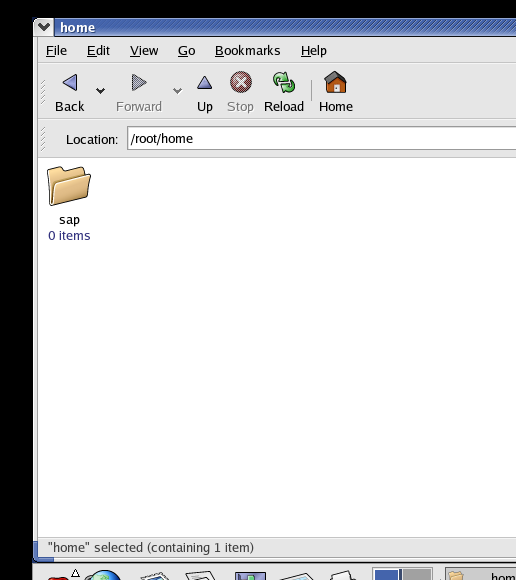 home
File Edit View Go Bookmarks Help
Back Forward Up Stop Reload Home
Location: /root/home
sap
0 items
"home" selected (containing 1 item)
hom